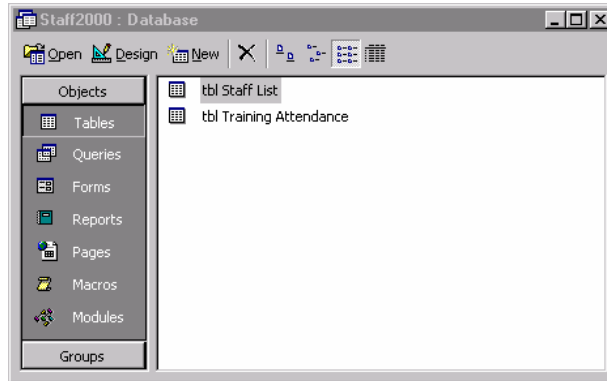 Staff2000 : Database
Open Design New
Objects
Tables
Queries
Forms
Reports
Pages
Macros
Modules
Groups
tbl Staff List
tbl Training Attendance